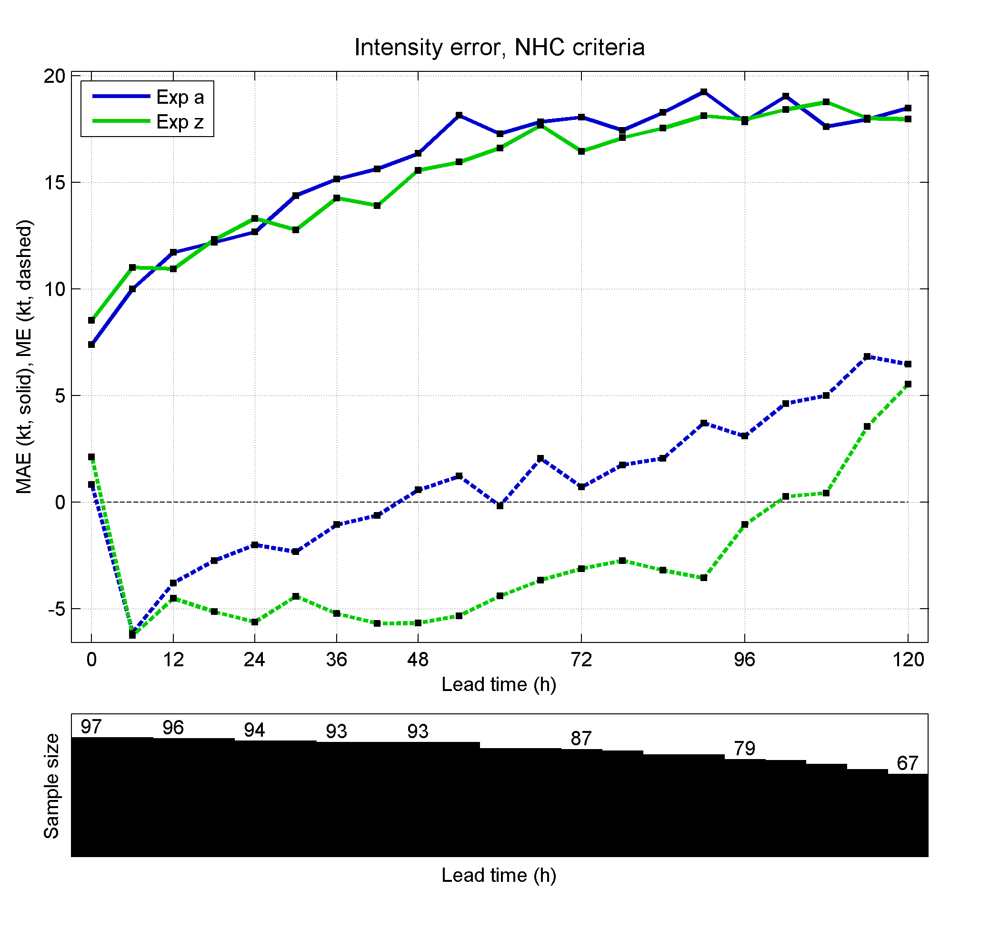 Intensity error, NHC criteria
Exp a
Exp z
MAE (kt, solid), ME (kt, dashed)
20
15
10
5
0
-5
0 12 24 36 48 72 96 120
Lead time (h)
Sample size
97 96 94 93 93 87 79 67
Lead time (h)